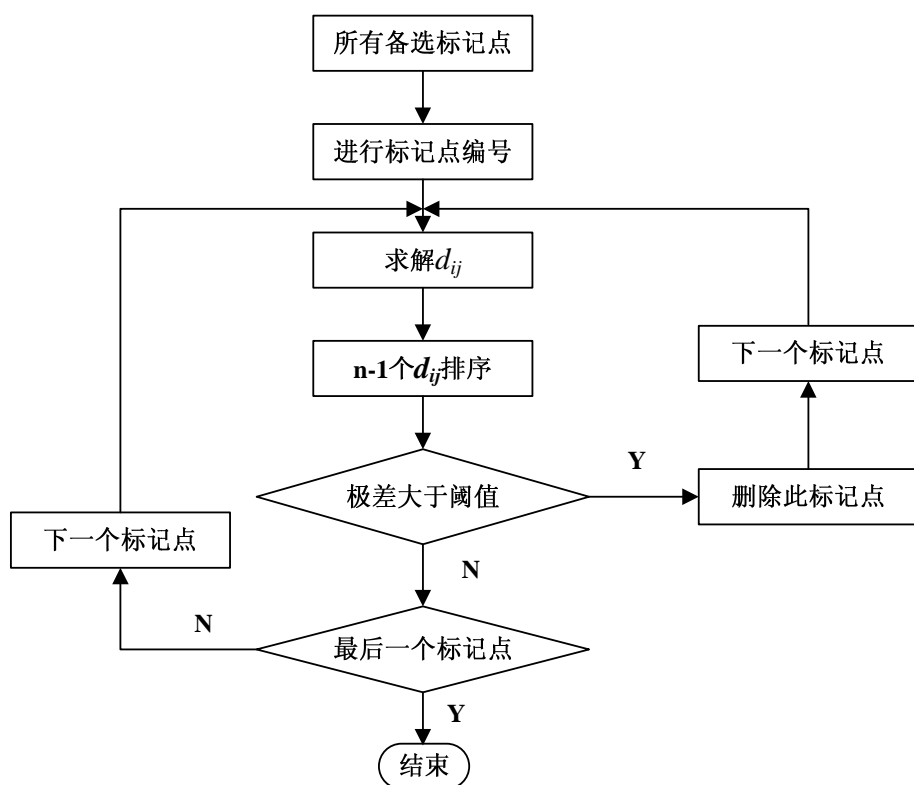 所有备选标记点
进行标记点编号
求解dij
n-1个dij排序
下一个标记点
极差大于阈值
Y
删除此标记点
下一个标记点
N
最后一个标记点
N
Y
结束